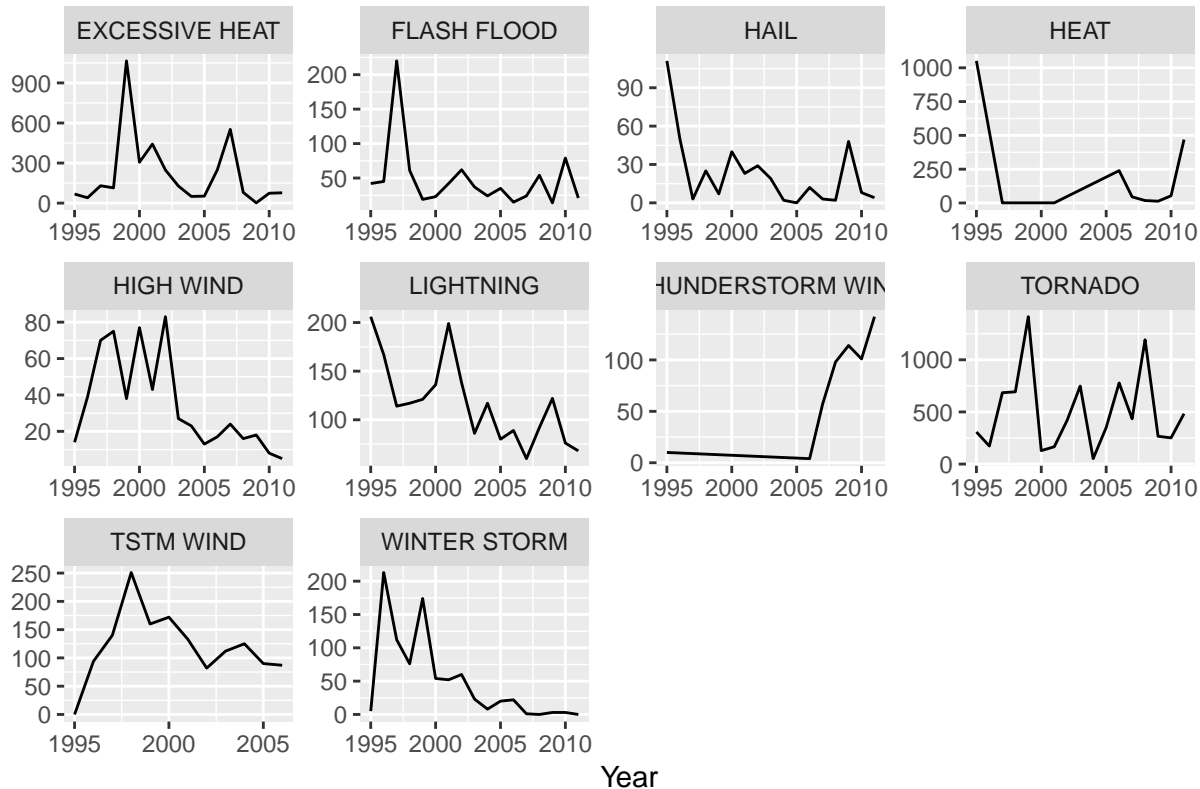 EXCESSIVE HEAT FLASH FLOOD HAIL HEAT
900
600
300
0
1995 2000 2005 2010
200
150
100
50
1995 2000 2005 2010
90
60
30
0
1995 2000 2005 2010
1000
750
500
250
0
1995 2000 2005 2010
HIGH WIND LIGHTNING HUNDERSTORM WIN TORNADO
80
60
40
20
1995 2000 2005 2010
200
150
100
1995 2000 2005 2010
100
50
0
1995 2000 2005 2010
1000
500
0
1995 2000 2005 2010
TSTM WIND WINTER STORM
250
200
150
100
50
0
1995 2000 2005
200
150
100
50
0
1995 2000 2005 2010
Year